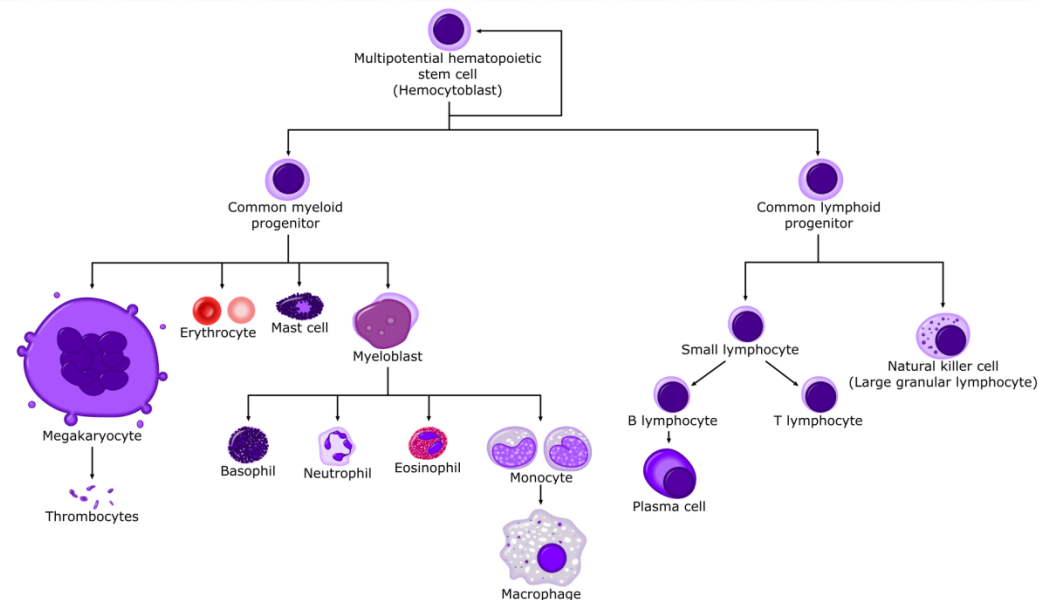 Multipotential hematopoietic
stem cell
(Hemocytoblast)
Common myeloid
progenitor
Common lymphoid
progenitor
Erythrocyte
Mast cell
Myeloblast
Small lymphocyte
Natural killer cell
(Large granular lymphocyte)
Megakaryocyte
B lymphocyte
T lymphocyte
Basophil
Neutrophil
Eosinophil
Monocyte
Plasma cell
Thrombocytes
Macrophage